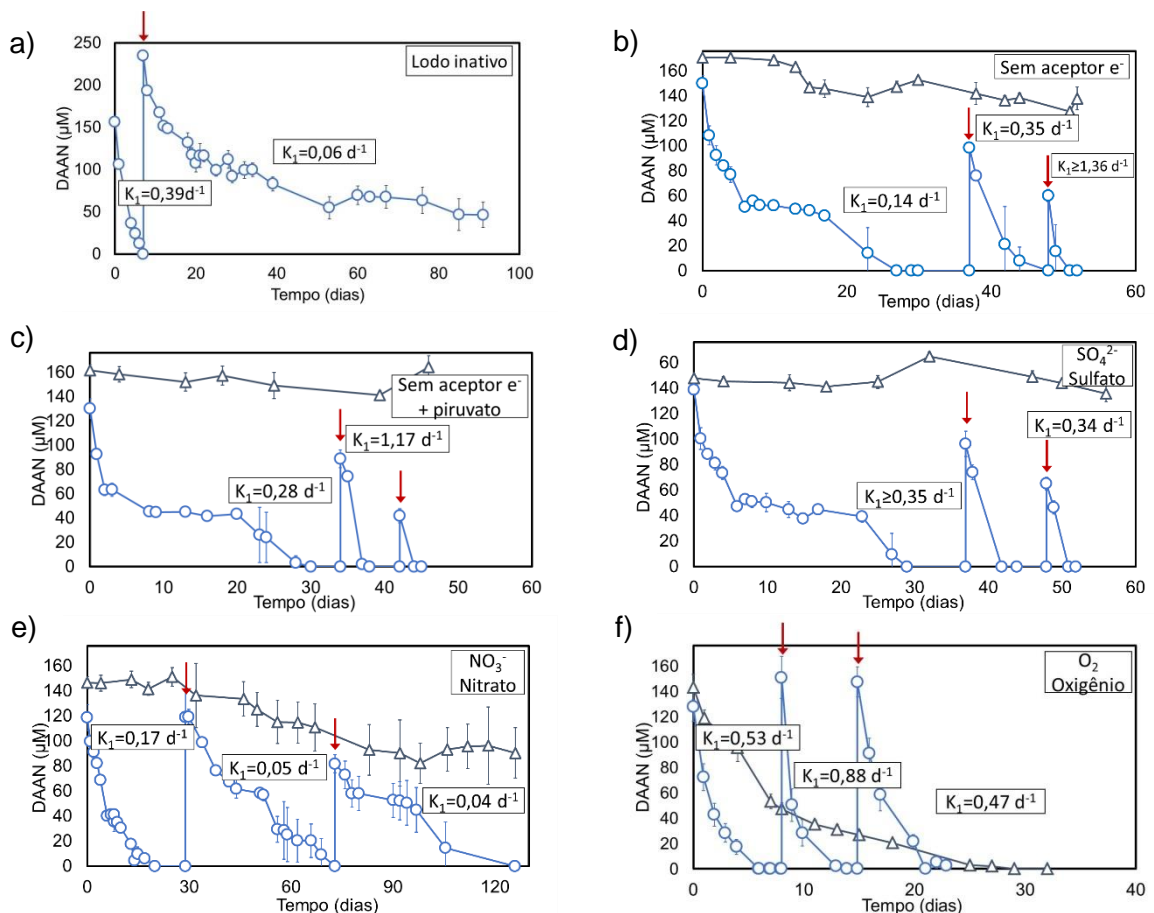 a)
250
200
150
100
50
0
DAAN (µM)
Lodo inativo
K₁=0,06 d⁻¹
K₁=0,39d⁻¹
0 20 40 60 80 100
Tempo (dias)
b)
160
140
120
100
80
60
40
20
0
DAAN (µM)
Sem aceptor e⁻
K₁=0,35 d⁻¹
K₁≥1,36 d⁻¹
K₁=0,14 d⁻¹
0 20 40 60
Tempo (dias)
c)
160
140
120
100
80
60
40
20
0
DAAN (µM)
Sem aceptor e⁻
+ piruvato
K₁=1,17 d⁻¹
K₁=0,28 d⁻¹
0 10 20 30 40 50 60
Tempo (dias)
d)
60
140
120
100
80
60
40
20
0
DAAN (µM)
SO₄²⁻
Sulfato
K₁=0,34 d⁻¹
K₁≥0,35 d⁻¹
0 10 20 30 40 50 60
Tempo (dias)
e)
160
140
120
100
80
60
40
20
0
DAAN (µM)
NO₃⁻
Nitrato
K₁=0,17 d⁻¹
K₁=0,05 d⁻¹
K₁=0,04 d⁻¹
0 30 60 90 120
Tempo (dias)
f)
160
140
120
100
80
60
40
20
0
DAAN (µM)
O₂
Oxigênio
K₁=0,53 d⁻¹
K₁=0,88 d⁻¹
K₁=0,47 d⁻¹
0 10 20 30 40
Tempo (dias)